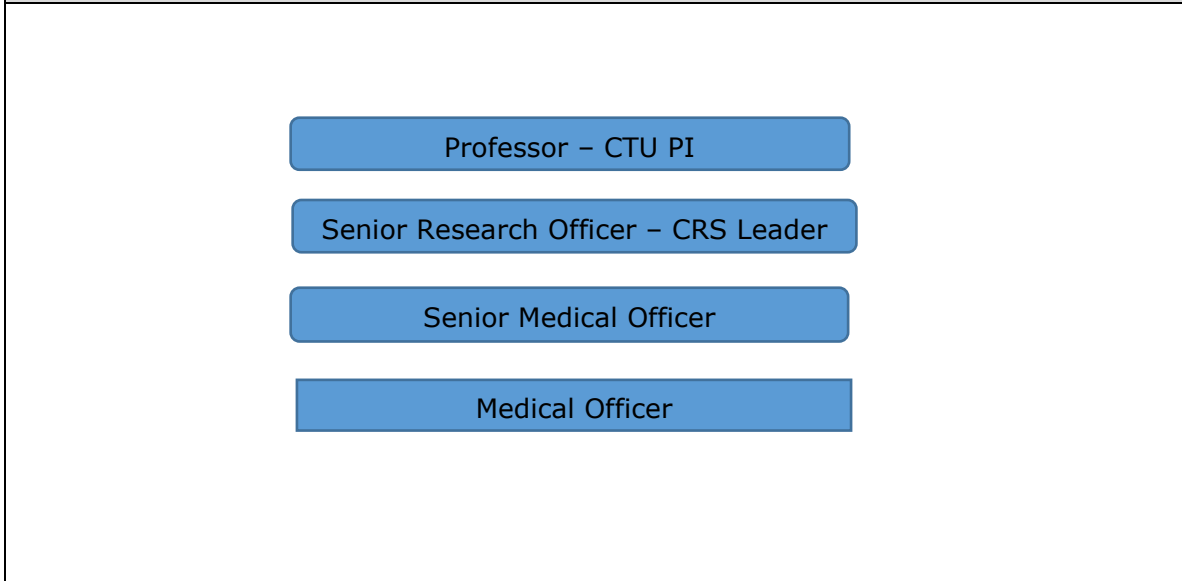 Professor – CTU PI
Senior Research Officer – CRS Leader
Senior Medical Officer
Medical Officer